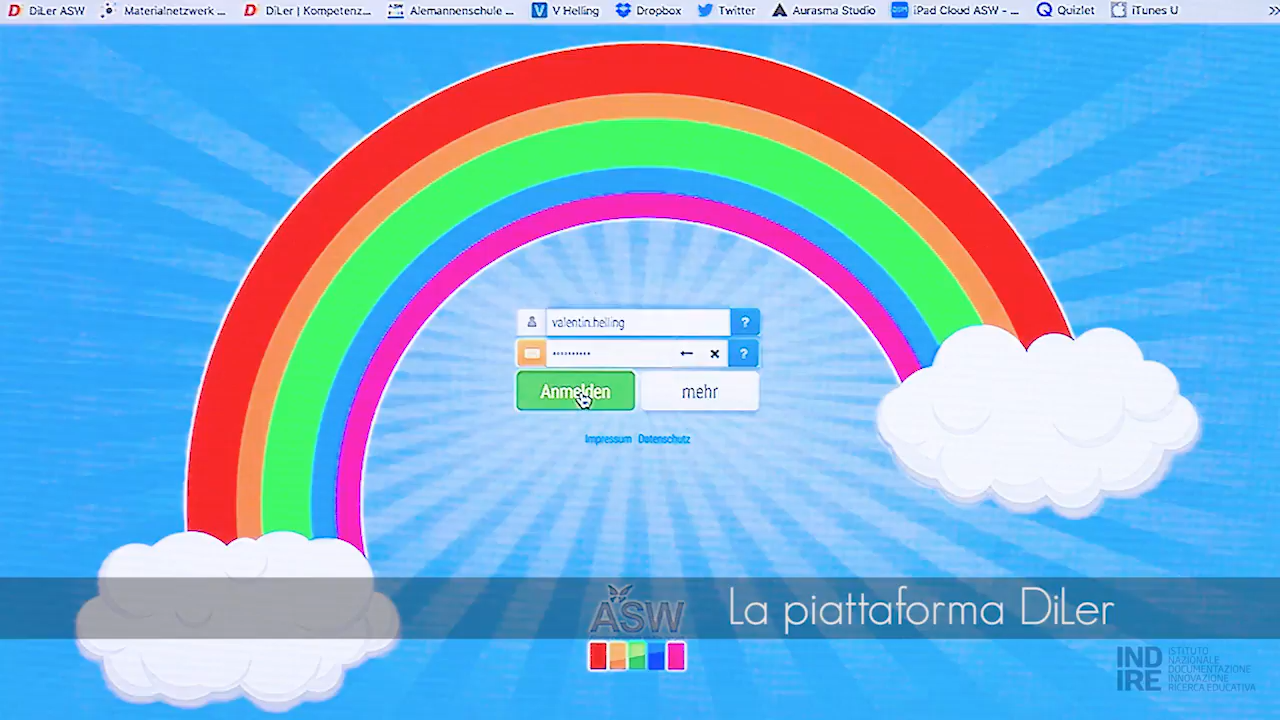 DiLer ASW Materialnetzwerk ... DiLer | Kompetenz... Alemannenschule ... V Helling Dropbox Twitter Aurasma Studio iPad Cloud ASW - ... Quizlet iTunes U
valentin.helling ?
?
Anmelden mehr
Impressum Datenschutz
ASW
La piattaforma DiLer
INDIRE
ISTITUTO
NAZIONALE
DOCUMENTAZIONE
INNOVAZIONE
RICERCA EDUCATIVA